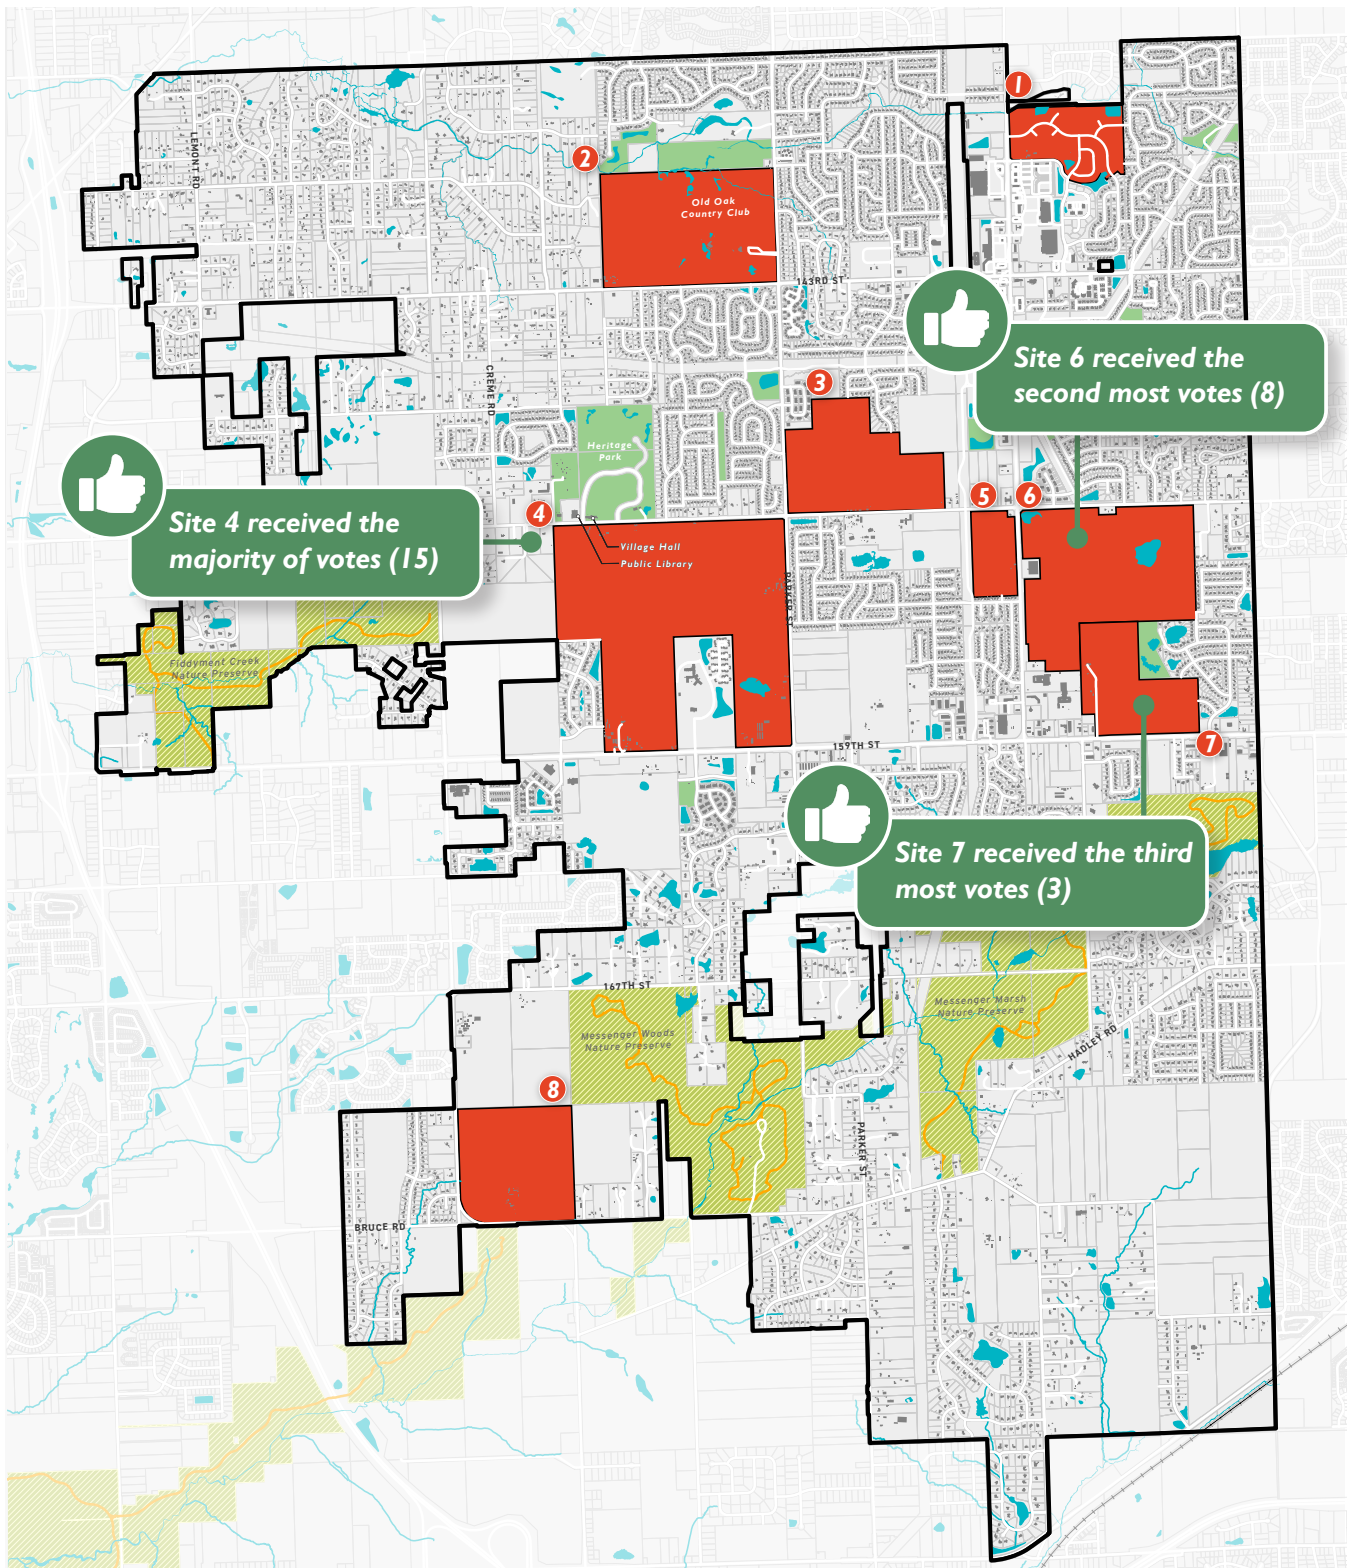 1
LEMONT RD
2
Old Oak
Country Club
143RD ST
Site 6 received the
second most votes (8)
CREME RD
3
Heritage
Park
Site 4 received the
majority of votes (15)
4
5
6
Village Hall
Public Library
PARKER ST
Fiddyment Creek
Nature Preserve
159TH ST
7
Site 7 received the third
most votes (3)
167TH ST
Messenger Marsh
Nature Preserve
Messenger Woods
Nature Preserve
HADLEY RD
8
PARKER ST
BRUCE RD